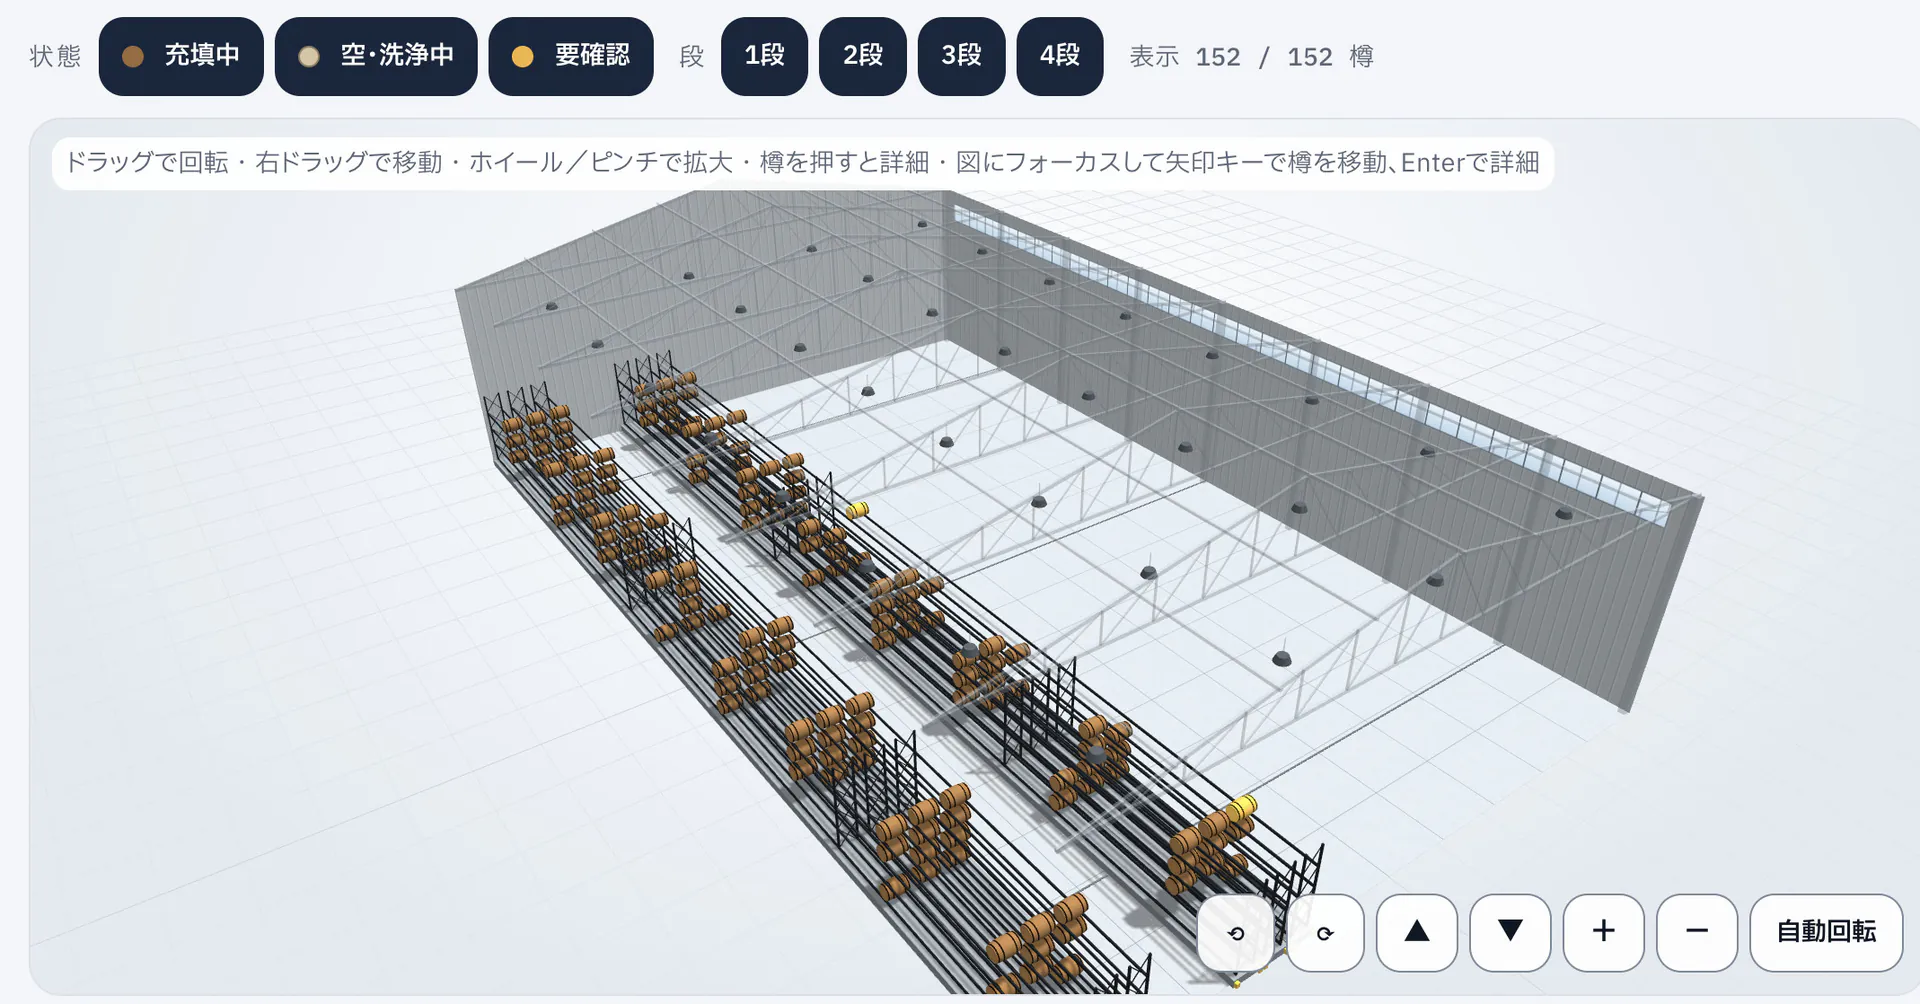 状態 充填中 空・洗浄中 要確認 段 1段 2段 3段 4段 表示 152 / 152 樽
ドラッグで回転・右ドラッグで移動・ホイール／ピンチで拡大・樽を押すと詳細・図にフォーカスして矢印キーで樽を移動、Enterで詳細
⟲ ⟳ ▲ ▼ + − 自動回転